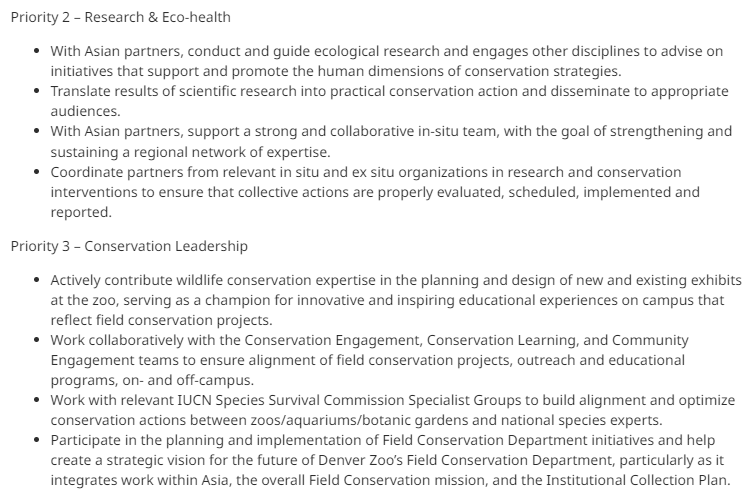 Priority 2 – Research & Eco-health
• With Asian partners, conduct and guide ecological research and engages other disciplines to advise on
initiatives that support and promote the human dimensions of conservation strategies.
• Translate results of scientific research into practical conservation action and disseminate to appropriate
audiences.
• With Asian partners, support a strong and collaborative in-situ team, with the goal of strengthening and
sustaining a regional network of expertise.
• Coordinate partners from relevant in situ and ex situ organizations in research and conservation
interventions to ensure that collective actions are properly evaluated, scheduled, implemented and
reported.
Priority 3 – Conservation Leadership
• Actively contribute wildlife conservation expertise in the planning and design of new and existing exhibits
at the zoo, serving as a champion for innovative and inspiring educational experiences on campus that
reflect field conservation projects.
• Work collaboratively with the Conservation Engagement, Conservation Learning, and Community
Engagement teams to ensure alignment of field conservation projects, outreach and educational
programs, on- and off-campus.
• Work with relevant IUCN Species Survival Commission Specialist Groups to build alignment and optimize
conservation actions between zoos/aquariums/botanic gardens and national species experts.
• Participate in the planning and implementation of Field Conservation Department initiatives and help
create a strategic vision for the future of Denver Zoo’s Field Conservation Department, particularly as it
integrates work within Asia, the overall Field Conservation mission, and the Institutional Collection Plan.